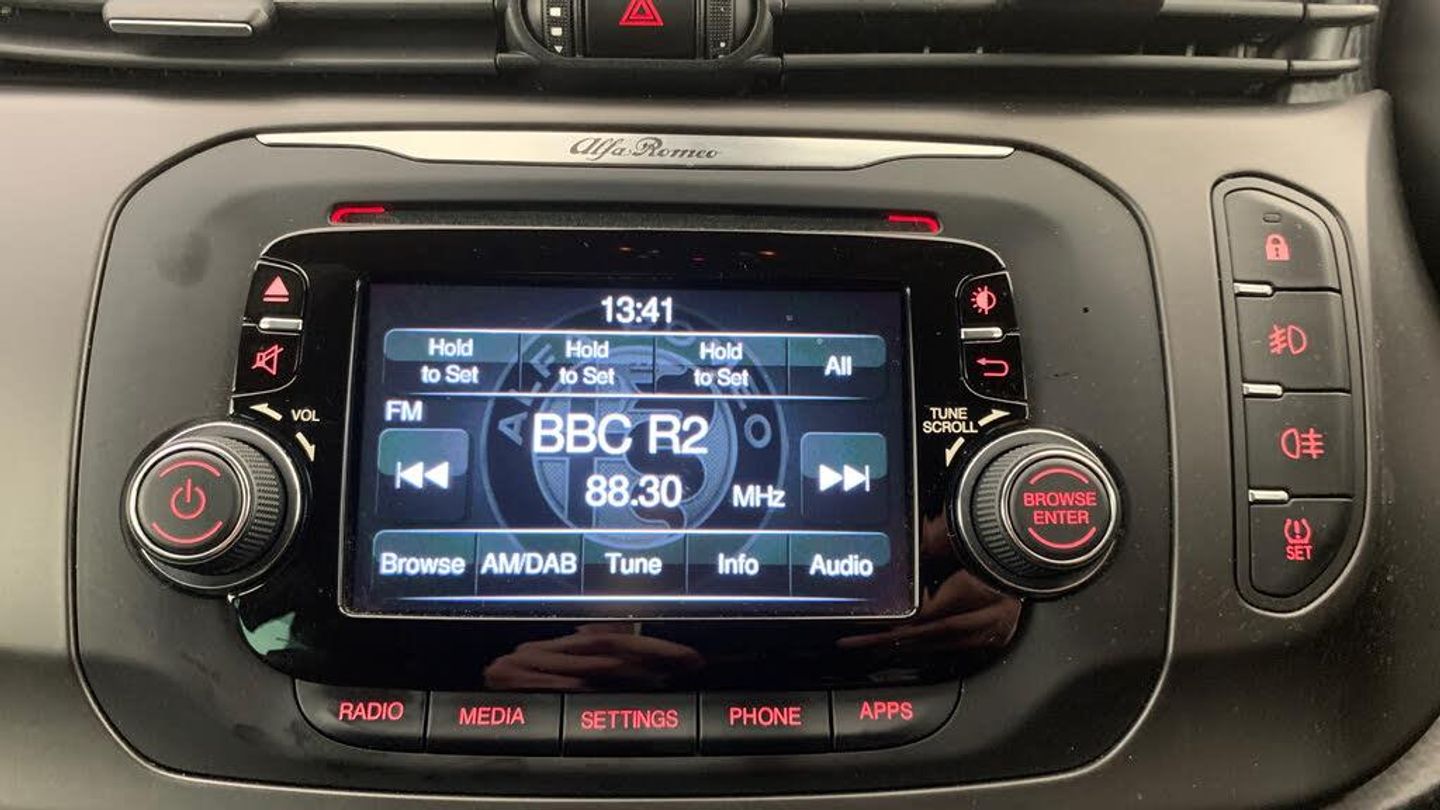 Alfa Romeo
13:41
Hold
to Set
Hold
to Set
Hold
to Set
All
VOL
TUNE
SCROLL
FM
BBC R2
88.30 MHz
BROWSE
ENTER
Browse AM/DAB Tune Info Audio
SET
RADIO MEDIA SETTINGS PHONE APPS